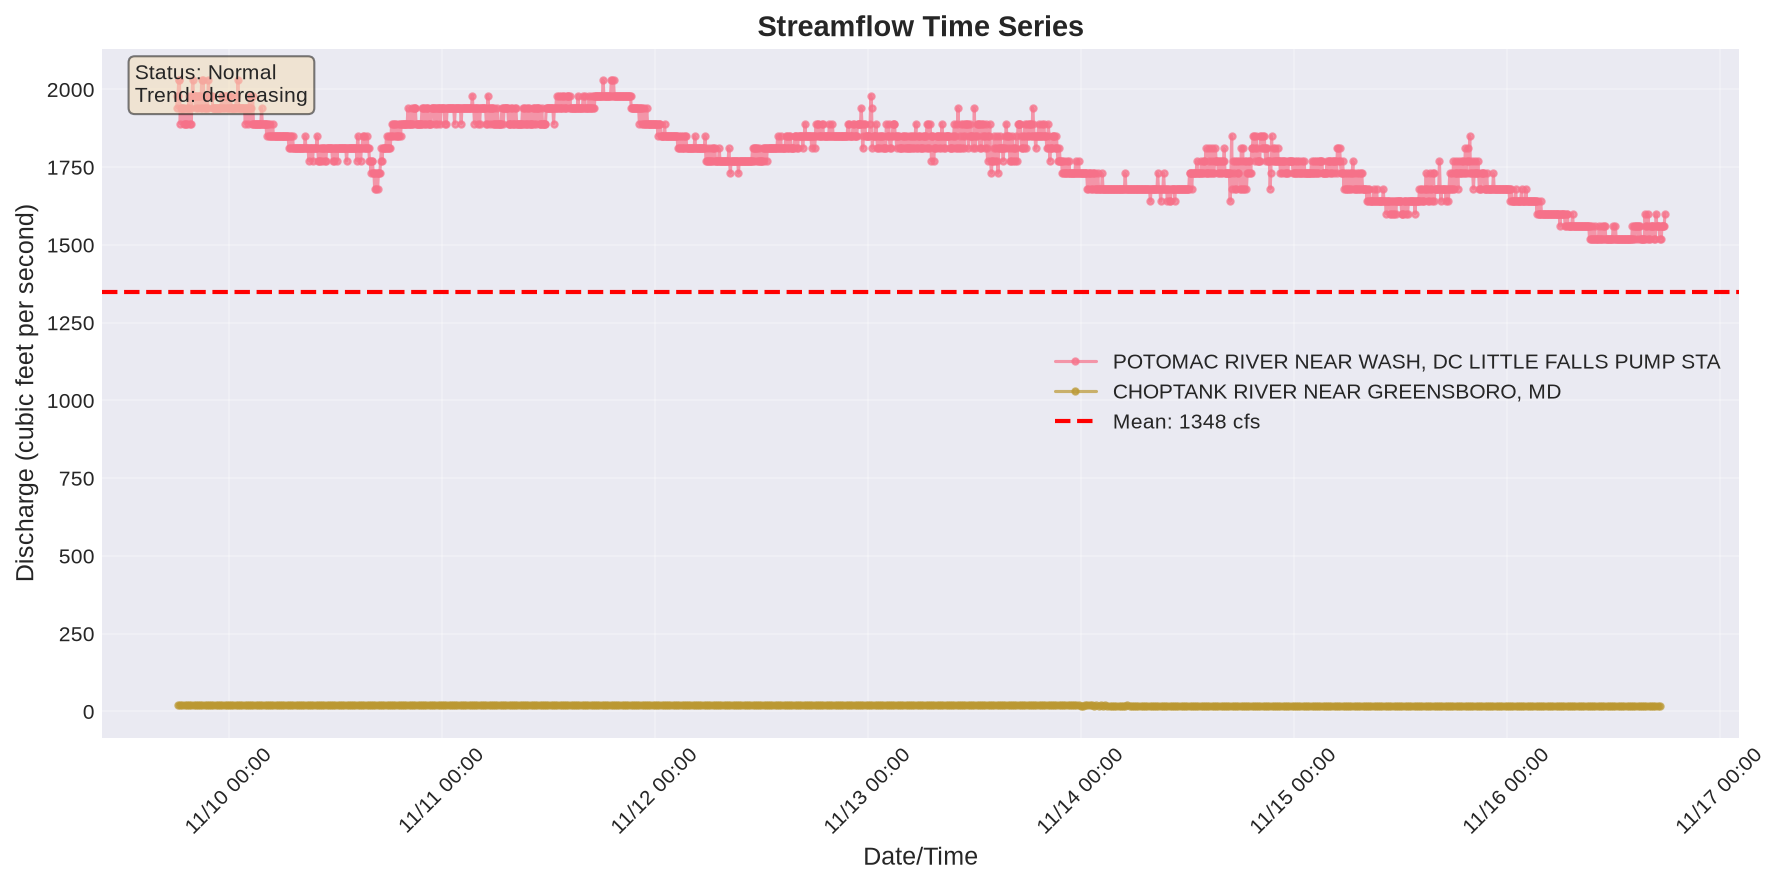 Streamflow Time Series
Status: Normal
Trend: decreasing
Discharge (cubic feet per second)
2000
1750
1500
1250
1000
750
500
250
0
POTOMAC RIVER NEAR WASH, DC LITTLE FALLS PUMP STA
CHOPTANK RIVER NEAR GREENSBORO, MD
Mean: 1348 cfs
11/10 00:00
11/11 00:00
11/12 00:00
11/13 00:00
11/14 00:00
11/15 00:00
11/16 00:00
11/17 00:00
Date/Time